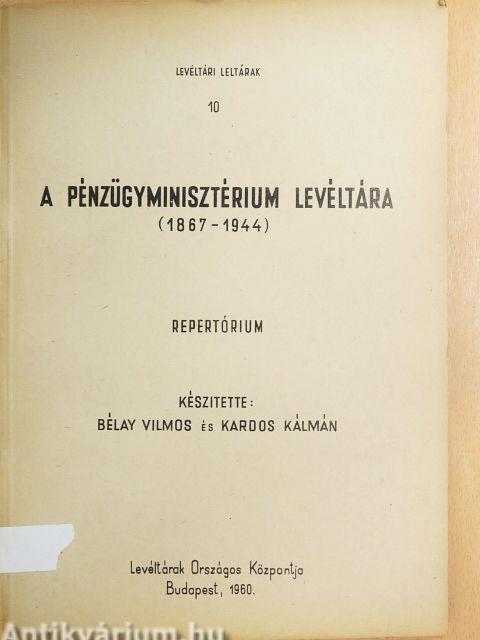 LEVÉLTÁRI LELTÁRAK
10
A PÉNZÜGYMINISZTÉRIUM LEVÉLTÁRA
(1867-1944)
REPERTÓRIUM
KÉSZITETTE:
BÉLAY VILMOS és KARDOS KÁLMÁN
Levéltárak Országos Központja
Budapest, 1960.
Antikvárium.hu